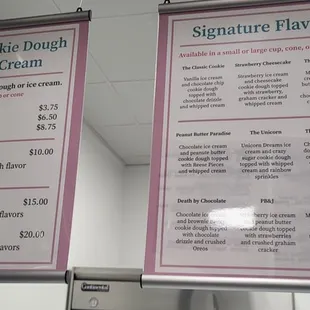 kie Dough
Cream
ough or ice cream.
or cone
$3.75
$6.50
$8.75
$10.00
h flavor
$15.00
flavors
$20.00
avors
Signature Flav
Available in a small or large cup, cone, o
The Classic Cookie
Vanilla ice cream
and chocolate chip
cookie dough
topped with
chocolate drizzle
and whipped
cream
Strawberry Cheesecake
Strawberry ice cream
and cheesecake
cookie dough topped
with strawberry,
graham cracker and
whipped cream
Peanut Butter Paradise
Chocolate ice cream
and peanut butter
cookie dough topped
with Reese Pieces
and whipped cream
The Unicorn
Unicorn Dreams ice
cream and crazy
sugar cookie dough
topped with whipped
cream and rainbow
sprinkles
Death by Chocolate
Chocolate ice
and brownie
dough topped
with chocolate
drizzle and crushed
Oreos
PB&J
berry ice cream
nd peanut butter
cookie dough topped
with strawberries
and crushed graham
cracker
Continental